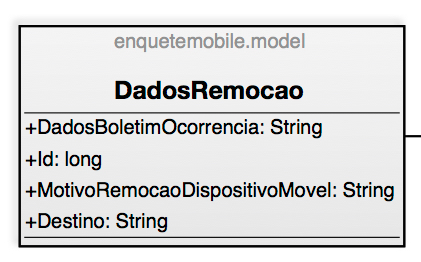 enquetemobile.model
DadosRemocao
+DadosBoletimOcorrencia: String
+Id: long
+MotivoRemocaoDispositivoMovel: String
+Destino: String